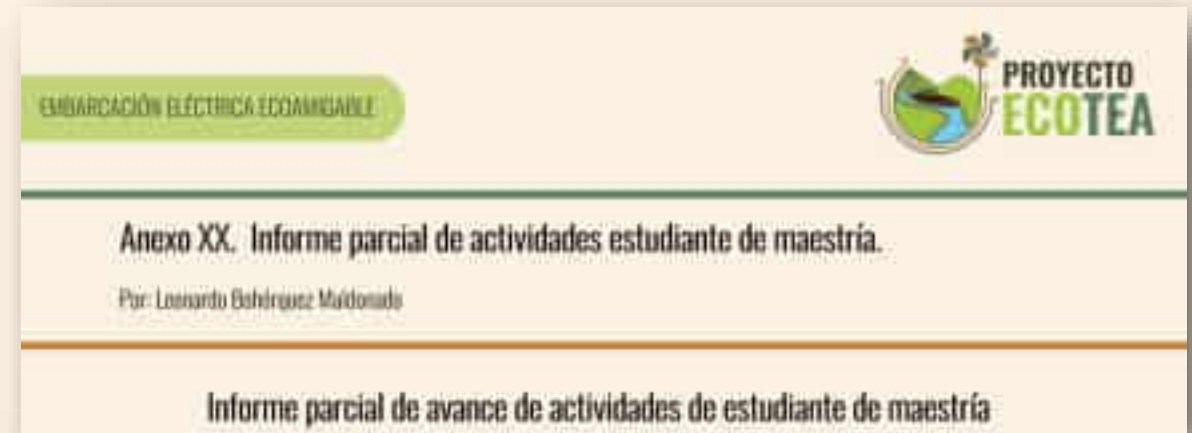 EMBARCACIÓN ELÉCTRICA ECOAMIGABLE
PROYECTO
ECOTEA
Anexo XX. Informe parcial de actividades estudiante de maestría.
Por: Leonardo Bohórquez Maldonado
Informe parcial de avance de actividades de estudiante de maestría